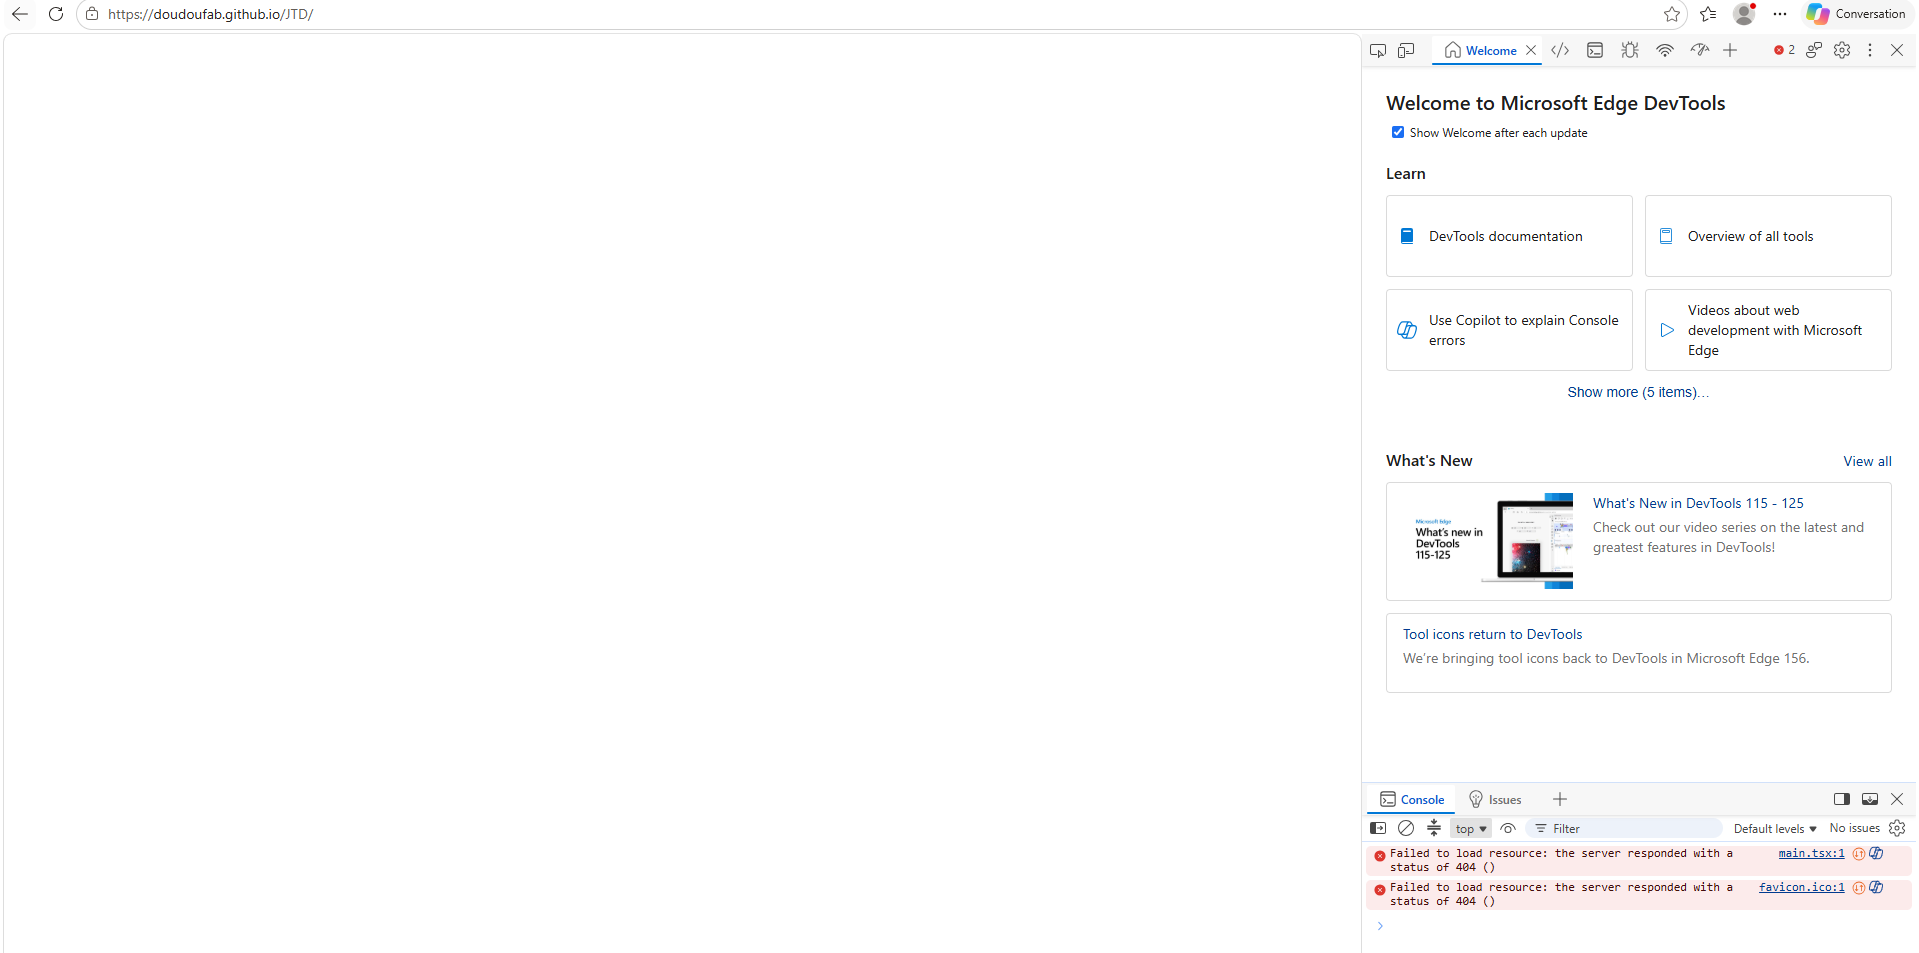 https://doudoufab.github.io/JTD/
Conversation
Welcome
2
Welcome to Microsoft Edge DevTools
Show Welcome after each update
Learn
DevTools documentation
Overview of all tools
Use Copilot to explain Console
errors
Videos about web
development with Microsoft
Edge
Show more (5 items)…
What's New
View all
Microsoft Edge
What's new in
DevTools
115-125
What's New in DevTools 115 - 125
Check out our video series on the latest and
greatest features in DevTools!
Tool icons return to DevTools
We're bringing tool icons back to DevTools in Microsoft Edge 156.
Console
Issues
top
Filter
Default levels
No issues
Failed to load resource: the server responded with a
status of 404 ()
main.tsx:1
Failed to load resource: the server responded with a
status of 404 ()
favicon.ico:1